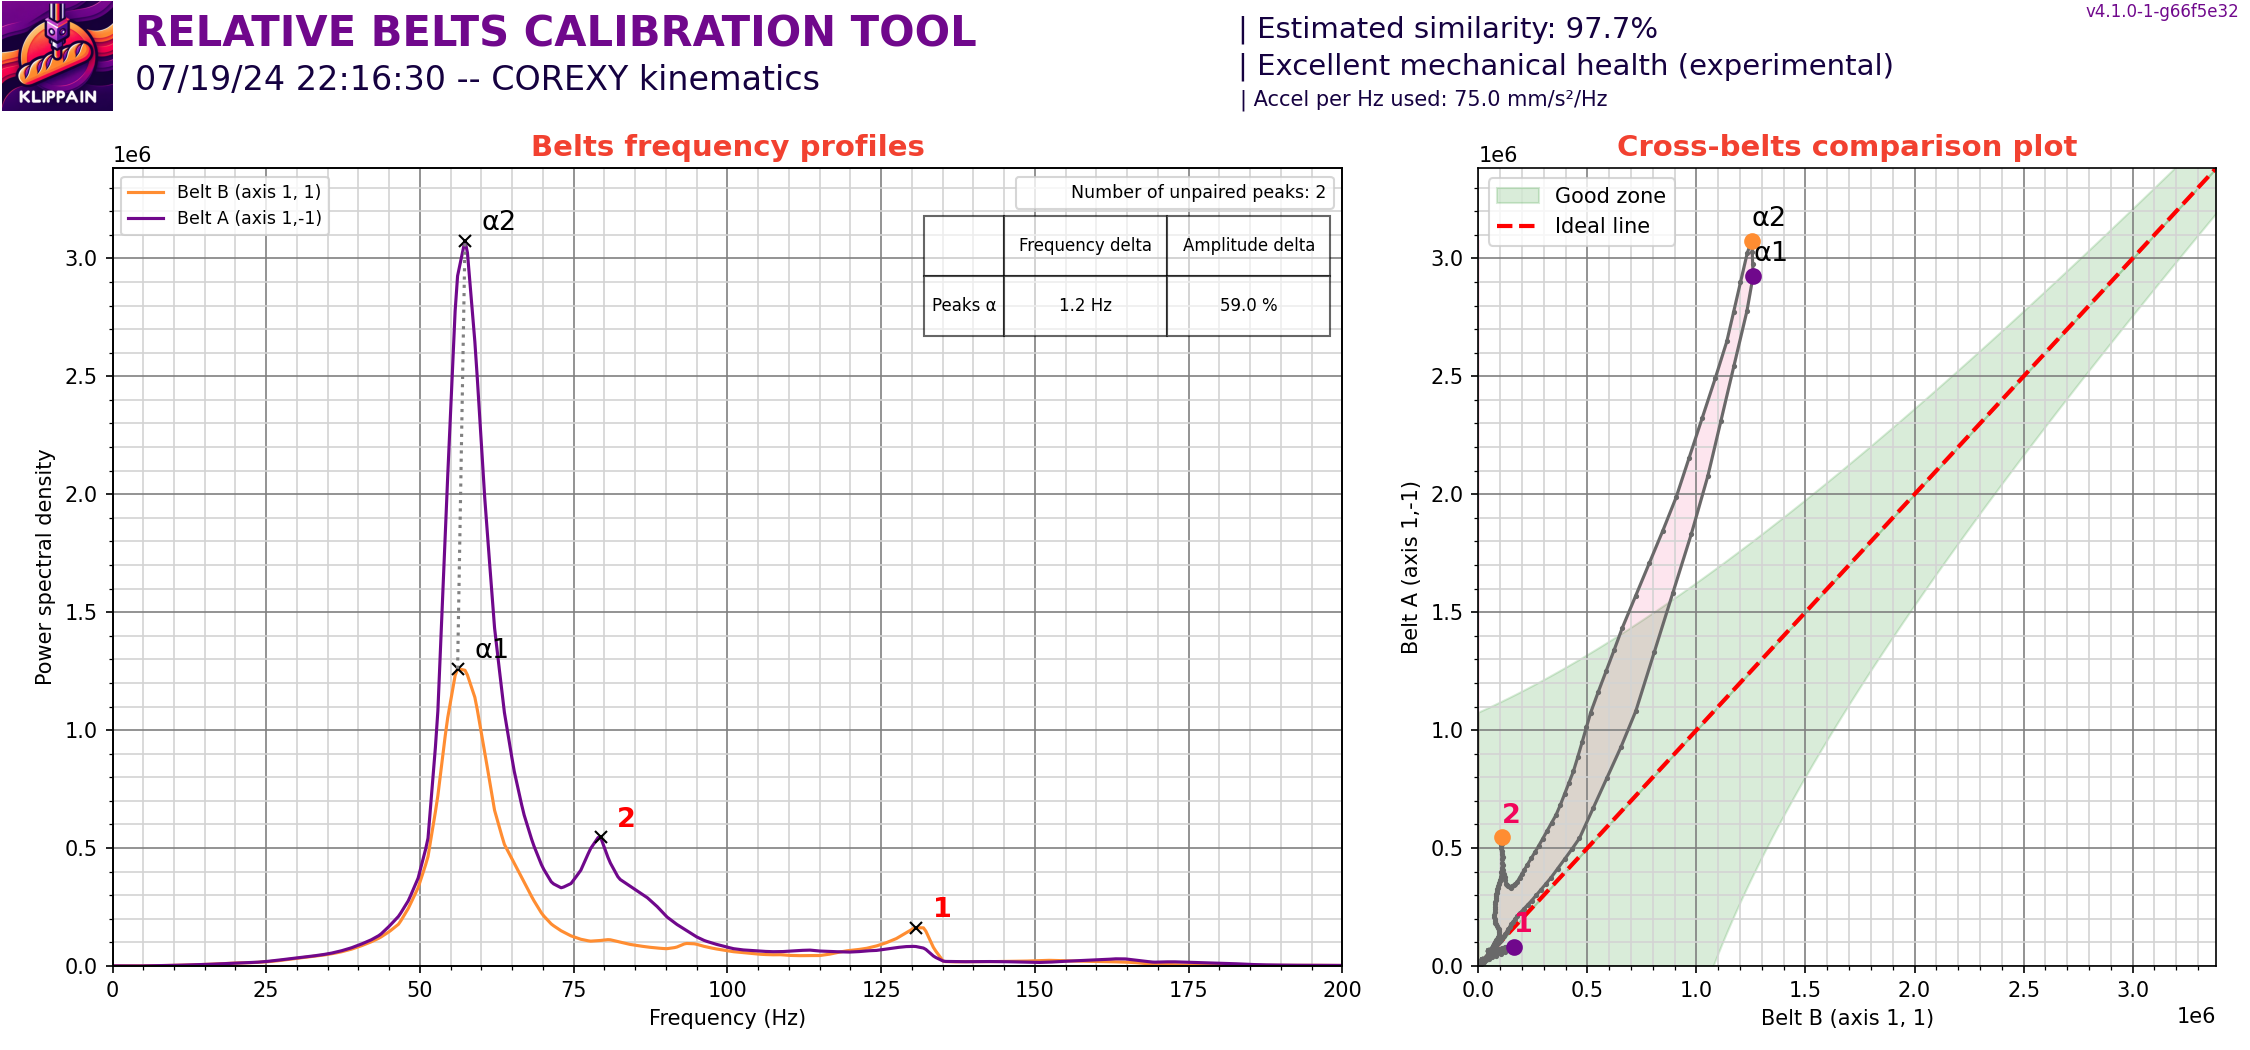 KLIPPAIN
RELATIVE BELTS CALIBRATION TOOL
07/19/24 22:16:30 -- COREXY kinematics
| Estimated similarity: 97.7%
| Excellent mechanical health (experimental)
| Accel per Hz used: 75.0 mm/s²/Hz
v4.1.0-1-g66f5e32
Belts frequency profiles
1e6
Belt B (axis 1, 1)
Belt A (axis 1,-1)
Number of unpaired peaks: 2
Frequency delta Amplitude delta
Peaks α 1.2 Hz 59.0 %
α2
α1
2
1
3.0
2.5
2.0
1.5
1.0
0.5
0.0
Power spectral density
0 25 50 75 100 125 150 175 200
Frequency (Hz)
Cross-belts comparison plot
1e6
Good zone
Ideal line
α2
α1
2
1
3.0
2.5
2.0
1.5
1.0
0.5
0.0
Belt A (axis 1,-1)
0.0 0.5 1.0 1.5 2.0 2.5 3.0
Belt B (axis 1, 1)
1e6